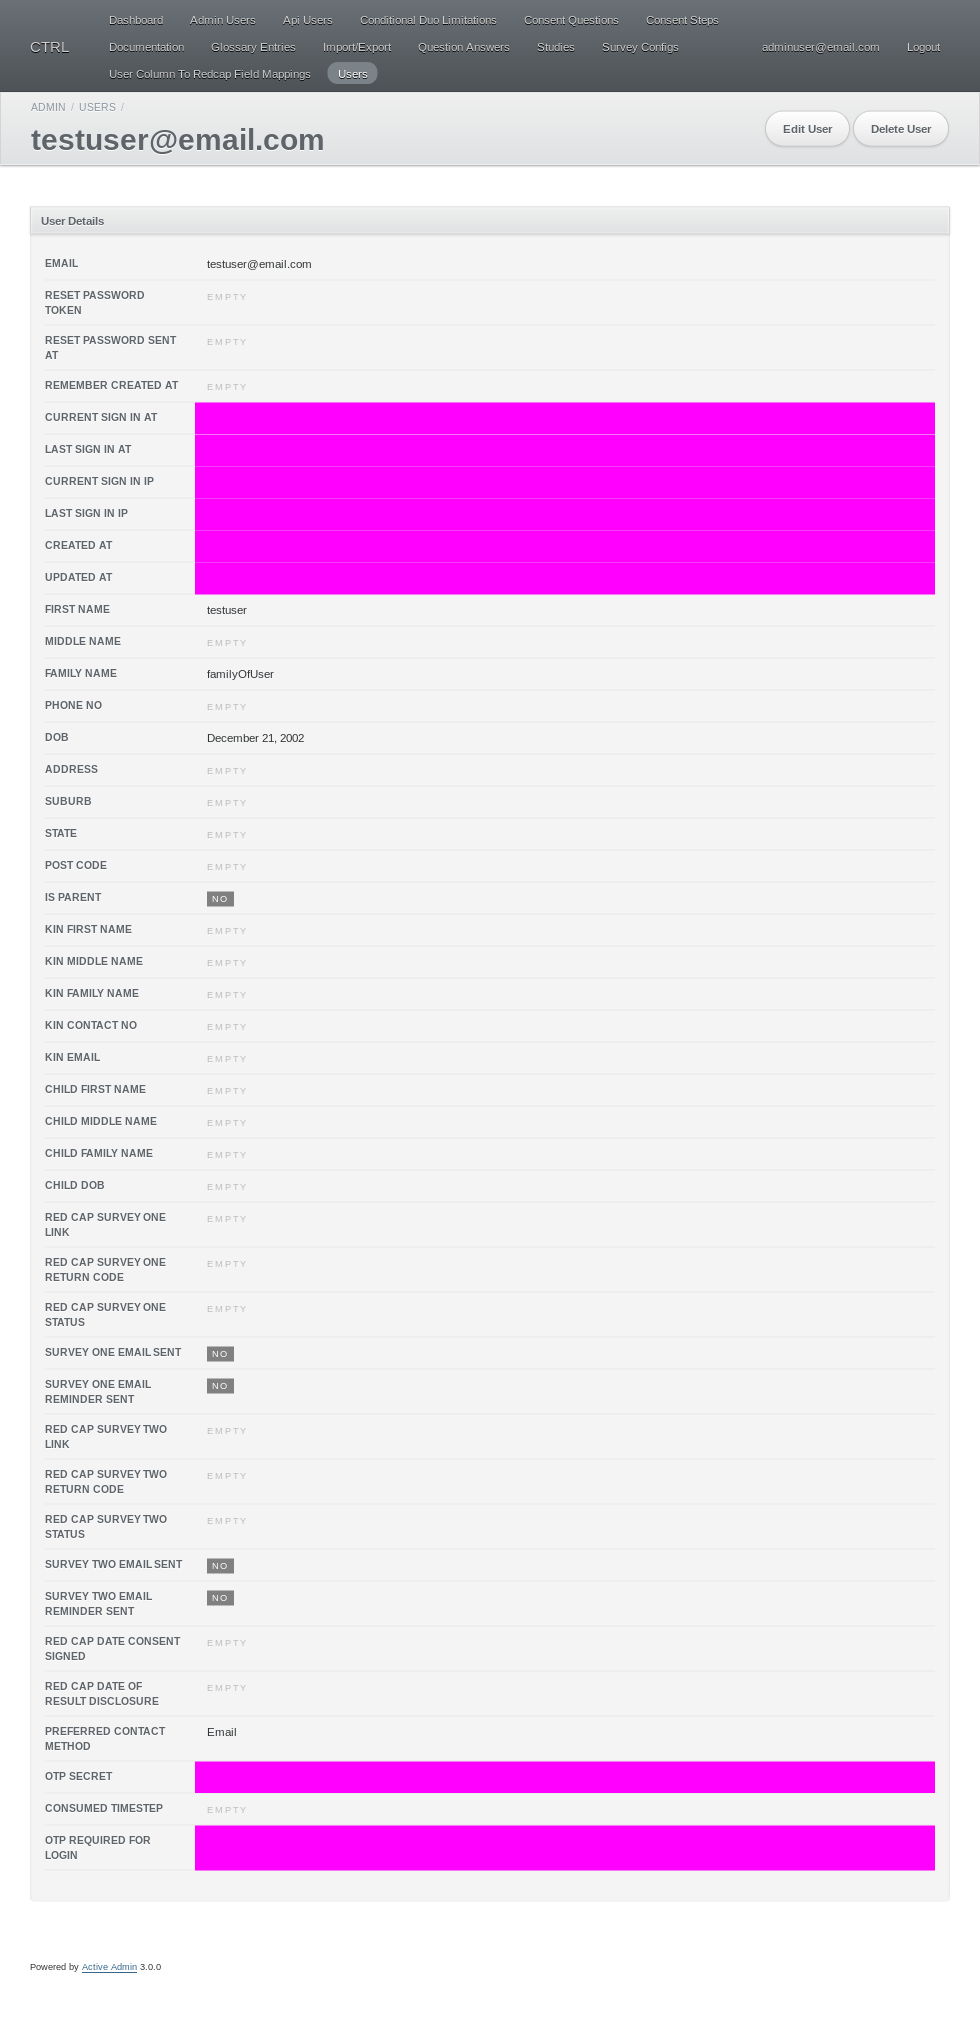 CTRL
Dashboard Admin Users Api Users Conditional Duo Limitations Consent Questions Consent Steps
Documentation Glossary Entries Import/Export Question Answers Studies Survey Configs
User Column To Redcap Field Mappings Users
adminuser@email.com Logout
ADMIN / USERS /
testuser@email.com
Edit User Delete User
User Details
EMAIL testuser@email.com
RESET PASSWORD EMPTY
TOKEN
RESET PASSWORD SENT EMPTY
AT
REMEMBER CREATED AT EMPTY
CURRENT SIGN IN AT
LAST SIGN IN AT
CURRENT SIGN IN IP
LAST SIGN IN IP
CREATED AT
UPDATED AT
FIRST NAME testuser
MIDDLE NAME EMPTY
FAMILY NAME familyOfUser
PHONE NO EMPTY
DOB December 21, 2002
ADDRESS EMPTY
SUBURB EMPTY
STATE EMPTY
POST CODE EMPTY
IS PARENT NO
KIN FIRST NAME EMPTY
KIN MIDDLE NAME EMPTY
KIN FAMILY NAME EMPTY
KIN CONTACT NO EMPTY
KIN EMAIL EMPTY
CHILD FIRST NAME EMPTY
CHILD MIDDLE NAME EMPTY
CHILD FAMILY NAME EMPTY
CHILD DOB EMPTY
RED CAP SURVEY ONE EMPTY
LINK
RED CAP SURVEY ONE EMPTY
RETURN CODE
RED CAP SURVEY ONE EMPTY
STATUS
SURVEY ONE EMAIL SENT NO
SURVEY ONE EMAIL NO
REMINDER SENT
RED CAP SURVEY TWO EMPTY
LINK
RED CAP SURVEY TWO EMPTY
RETURN CODE
RED CAP SURVEY TWO EMPTY
STATUS
SURVEY TWO EMAIL SENT NO
SURVEY TWO EMAIL NO
REMINDER SENT
RED CAP DATE CONSENT EMPTY
SIGNED
RED CAP DATE OF EMPTY
RESULT DISCLOSURE
PREFERRED CONTACT Email
METHOD
OTP SECRET
CONSUMED TIMESTEP EMPTY
OTP REQUIRED FOR
LOGIN
Powered by Active Admin 3.0.0